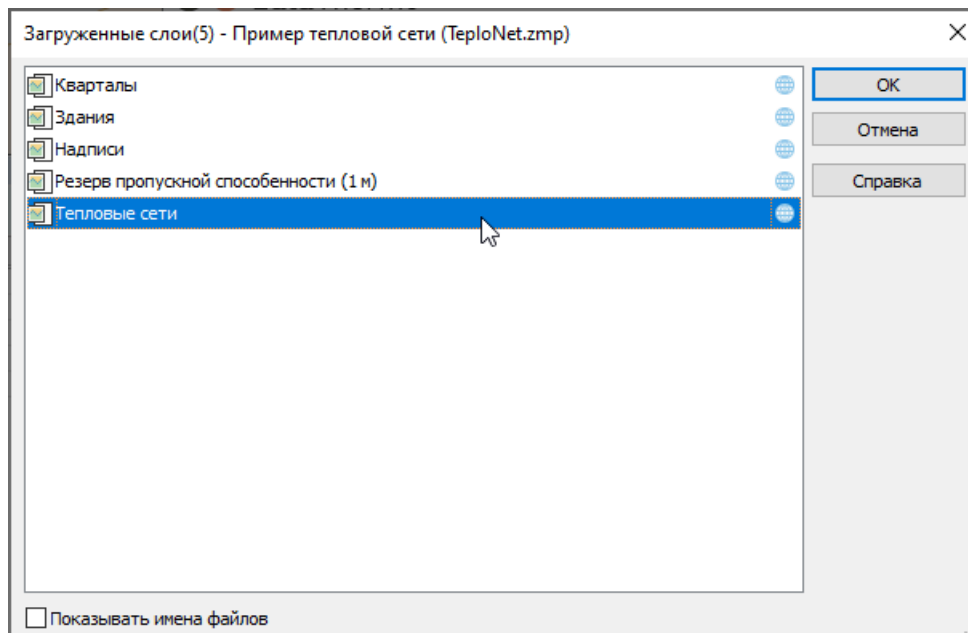 Загруженные слои(5) - Пример тепловой сети (TeploNet.zmp)
Кварталы
Здания
Надписи
Резерв пропускной способенности (1 м)
Тепловые сети
ОК
Отмена
Справка
Показывать имена файлов